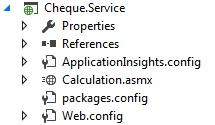 Cheque.Service
Properties
References
ApplicationInsights.config
Calculation.asmx
packages.config
Web.config